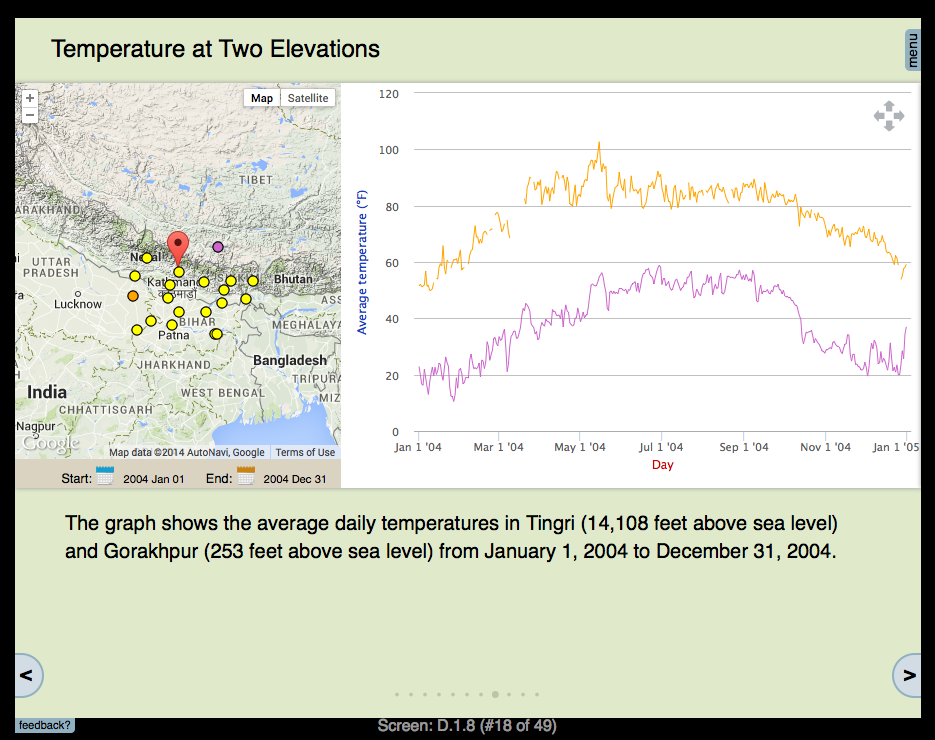 Temperature at Two Elevations
menu
+
−
Map
Satellite
TIBET
ARAKHAND
Nepal
UTTAR
PRADESH
Bhutan
Lucknow
BIHAR
Patna
MEGHALAYA
JHARKHAND
Bangladesh
TRIPURA
India
WEST BENGAL
MIZ
CHHATTISGARH
Nagpur
Google
Map data ©2014 AutoNavi, Google
Terms of Use
Start:
2004 Jan 01
End:
2004 Dec 31
Average temperature (°F)
120
100
80
60
40
20
0
Jan 1 '04
Mar 1 '04
May 1 '04
Jul 1 '04
Sep 1 '04
Nov 1 '04
Jan 1 '05
Day
The graph shows the average daily temperatures in Tingri (14,108 feet above sea level)
and Gorakhpur (253 feet above sea level) from January 1, 2004 to December 31, 2004.
<
>
feedback?
Screen: D.1.8 (#18 of 49)